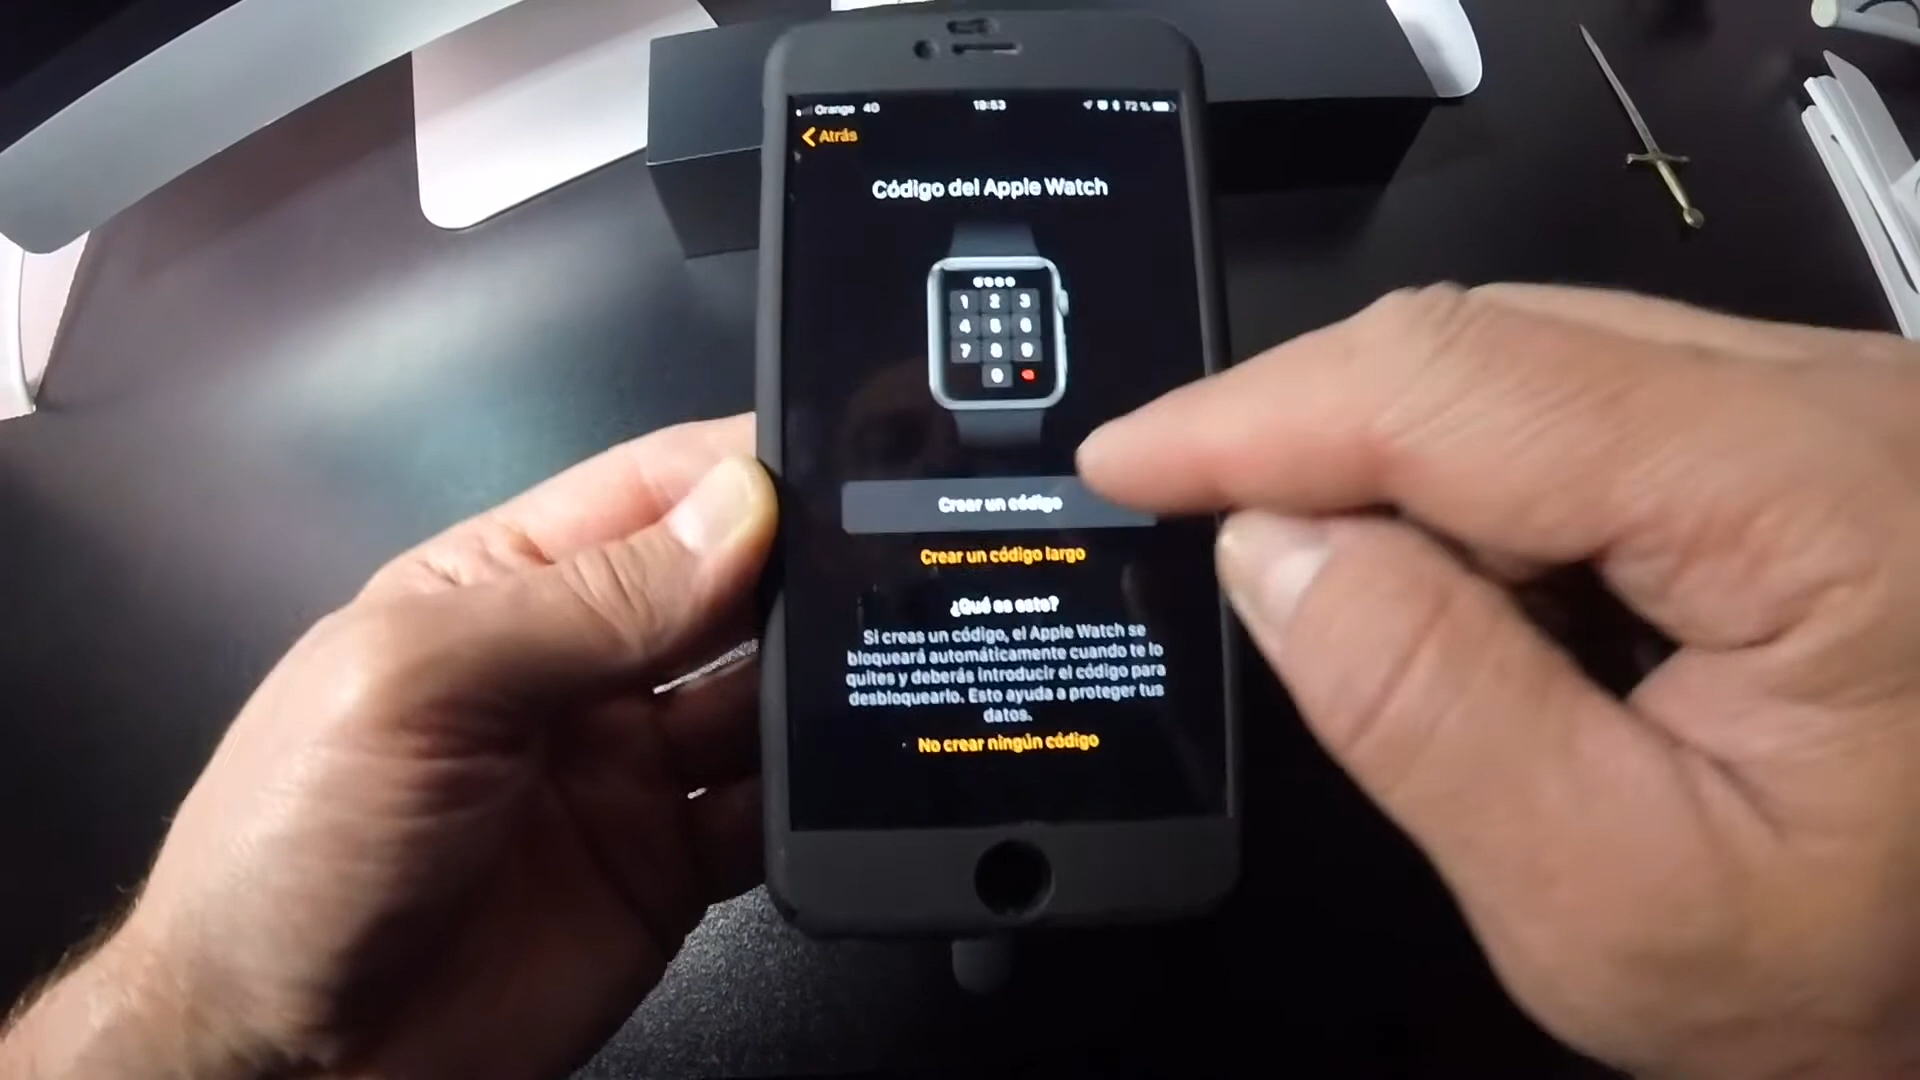 Orange 4G
19:53
72 %
Atrás
Código del Apple Watch
1 2 3
4 5 6
7 8 9
0
Crear un código
Crear un código largo
¿Qué es esto?
Si creas un código, el Apple Watch se
bloqueará automáticamente cuando te lo
quites y deberás introducir el código para
desbloquearlo. Esto ayuda a proteger tus
datos.
No crear ningún código